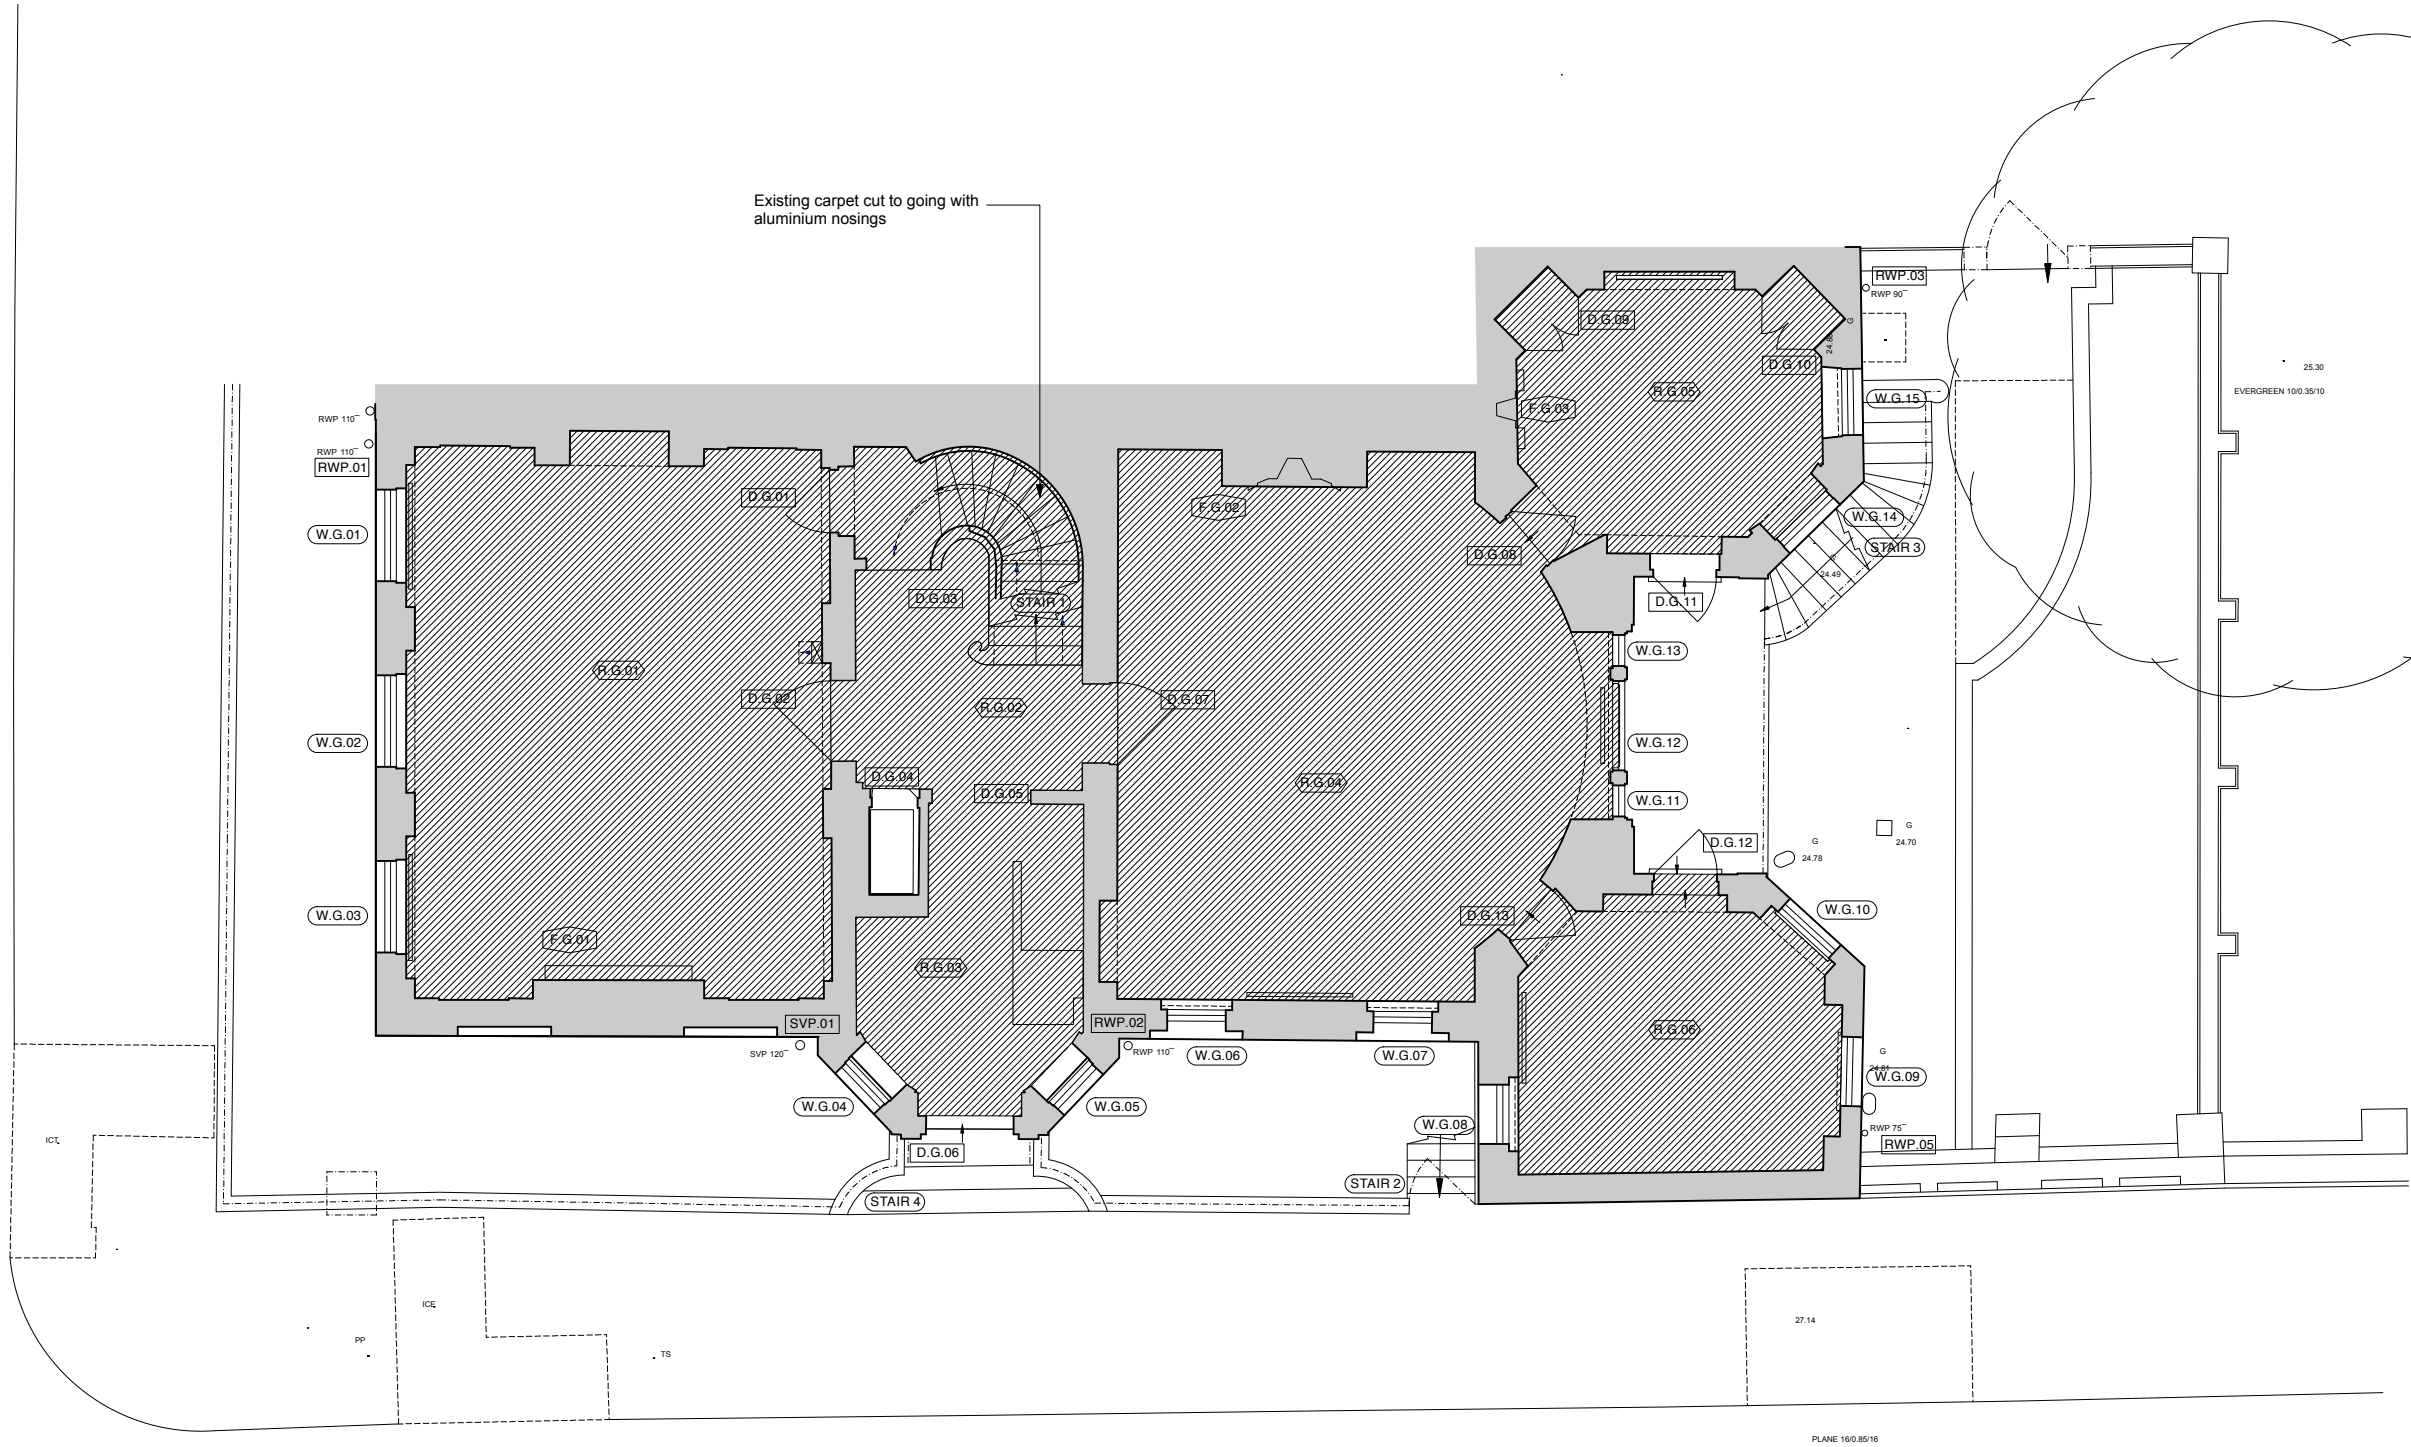 Existing carpet cut to going with
aluminium nosings
RWP.03
RWP 90
G
24.8
D.G.09
D.G.10
R.G.05
25.30
EVERGREEN 10/0.35/10
W.G.15
F.G.03
RWP 110
RWP 110
RWP.01
D.G.01
F.G.02
W.G.14
W.G.01
STAIR 3
D.G.08
G
24.49
D.G.03
STAIR 1
D.G.11
W.G.13
R.G.01
D.G.02
R.G.02
D.G.07
W.G.02
W.G.12
D.G.04
D.G.05
R.G.04
W.G.11
G
24.70
G
24.78
D.G.12
W.G.03
F.G.01
D.G.13
W.G.10
R.G.03
SVP.01
RWP.02
R.G.06
SVP 120
RWP 110
W.G.06
W.G.07
G
24.81
W.G.09
W.G.04
W.G.05
W.G.08
RWP 75
RWP.05
ICT
D.G.06
STAIR 2
STAIR 4
ICE
PP
TS
27.14
PLANE 16/0.85/16